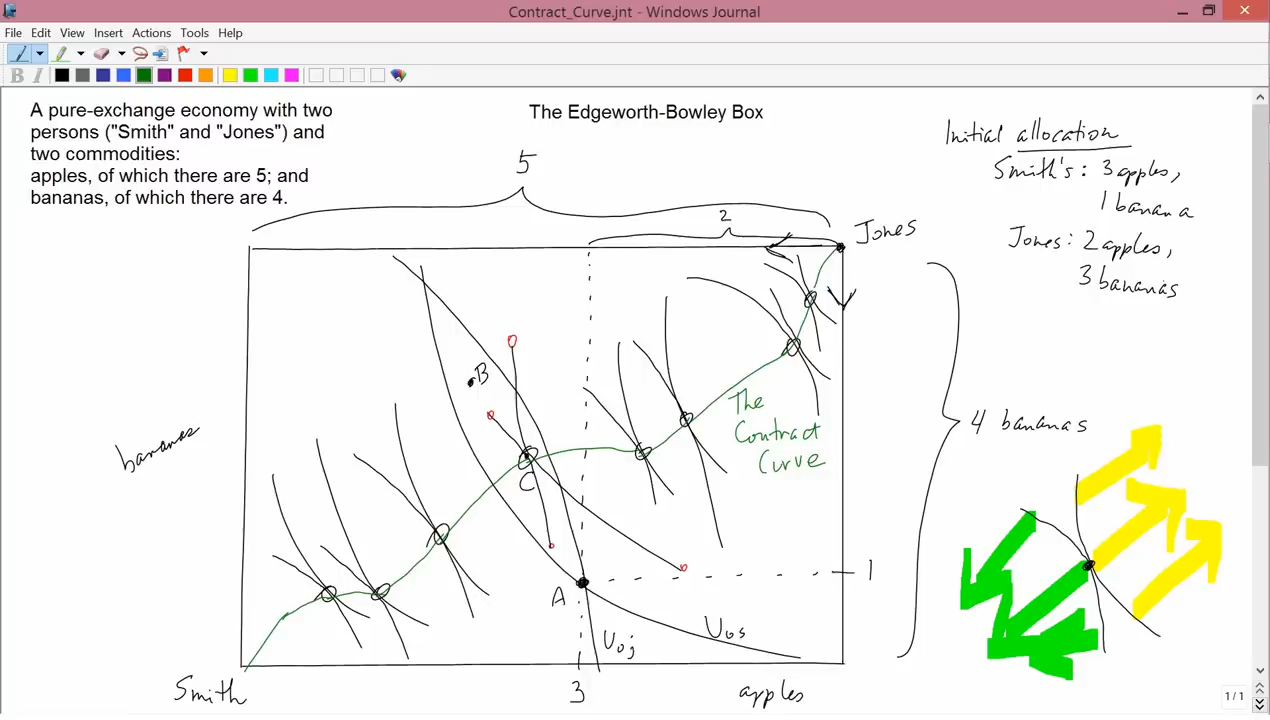 Contract_Curve.jnt - Windows Journal
File Edit View Insert Actions Tools Help
B I
A pure-exchange economy with two
persons ("Smith" and "Jones") and
two commodities:
apples, of which there are 5; and
bananas, of which there are 4.
The Edgeworth-Bowley Box
Initial allocation
Smith's: 3 apples,
1 banana
Jones: 2 apples,
3 bananas
5
2
Jones
B
bananas
The
Contract
Curve
4 bananas
C
A
1
Uoj
Uos
Smith
3
apples
1/1